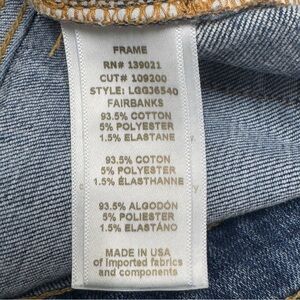 FRAME
RN# 139021
CUT# 109200
STYLE: LGGJ6540
FAIRBANKS
93.5% COTTON
5% POLYESTER
1.5% ELASTANE
93.5% COTON
5% POLYESTER
1.5% ÉLASTHANNE
93.5% ALGODÓN
5% POLIESTER
1.5% ELASTÁNO
MADE IN USA
of imported fabrics
and components